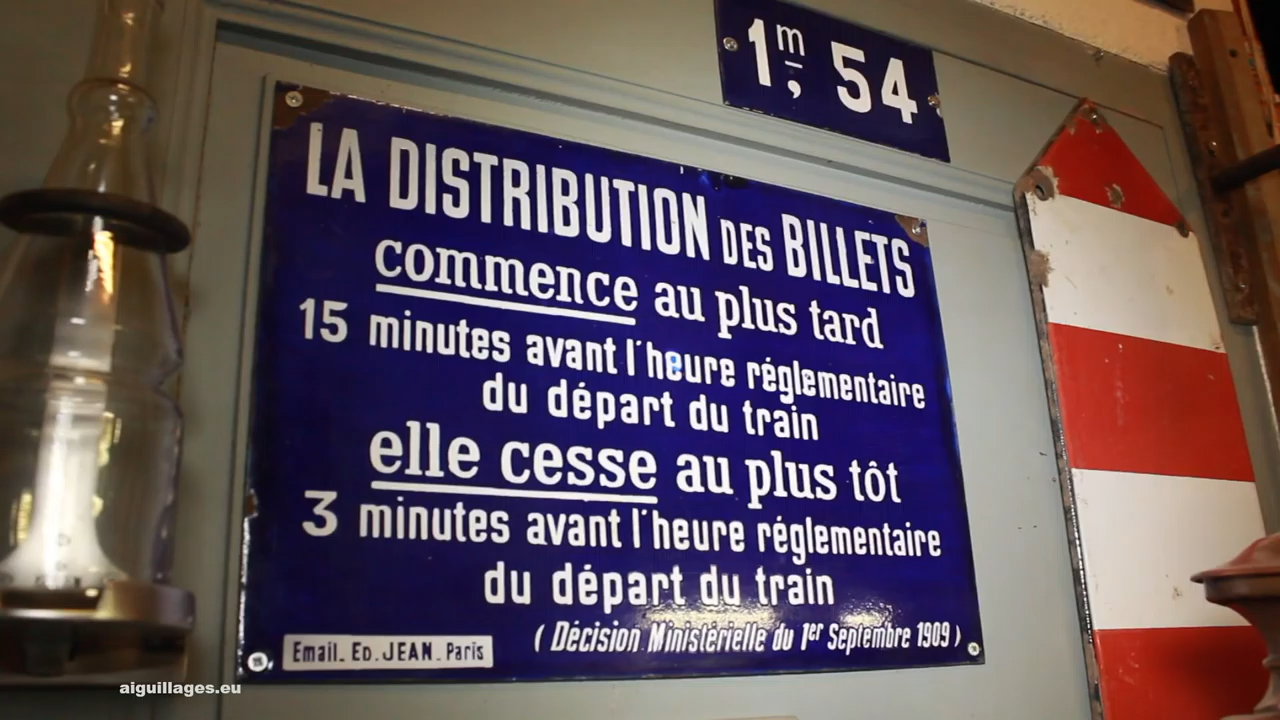 1m, 54
LA DISTRIBUTION DES BILLETS
commence au plus tard
15 minutes avant l'heure réglementaire
du départ du train
elle cesse au plus tôt
3 minutes avant l'heure réglementaire
du départ du train
( Décision Ministérielle du 1er Septembre 1909 )
Email. ED. JEAN. Paris
aiguillages.eu